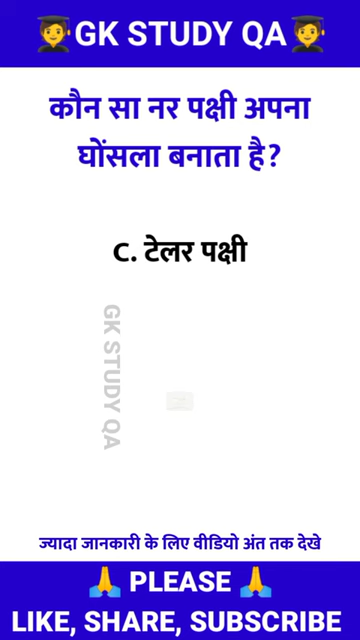 GK STUDY QA
कौन सा नर पक्षी अपना
घोंसला बनाता है?
C. टेलर पक्षी
GK STUDY QA
ज्यादा जानकारी के लिए वीडियो अंत तक देखे
🙏 PLEASE 🙏
LIKE, SHARE, SUBSCRIBE